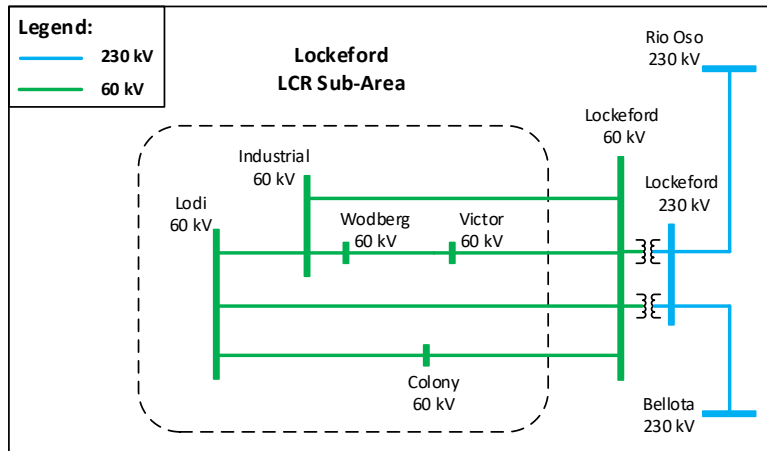 Legend:
230 kV
60 kV
Lockeford
LCR Sub-Area
Rio Oso
230 kV
Lockeford
60 kV
Industrial
60 kV
Lockeford
230 kV
Lodi
60 kV
Wodberg
60 kV
Victor
60 kV
Colony
60 kV
Bellota
230 kV